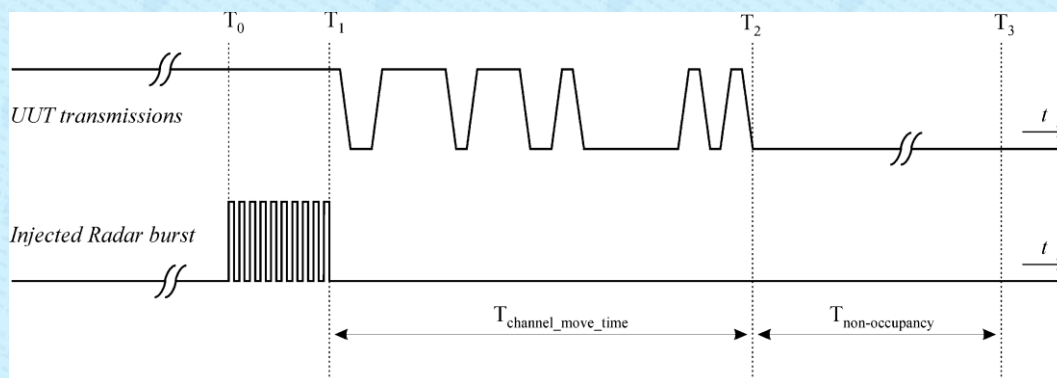 T0 T1 T2 T3
UUT transmissions
t
Injected Radar burst
t
Tchannel_move_time Tnon-occupancy